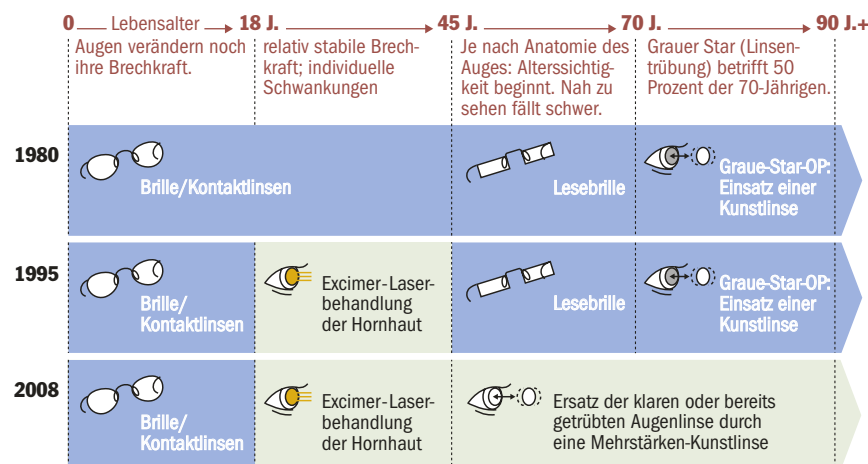 0 Lebensalter 18 J. 45 J. 70 J. 90 J.+
Augen verändern noch
ihre Brechkraft.
relativ stabile Brech-
kraft; individuelle
Schwankungen
Je nach Anatomie des
Auges: Alterssichtig-
keit beginnt. Nah zu
sehen fällt schwer.
Grauer Star (Linsen-
trübung) betrifft 50
Prozent der 70-Jährigen.
1980
Brille/Kontaktlinsen
Lesebrille
Graue-Star-OP:
Einsatz einer
Kunstlinse
1995
Brille/
Kontaktlinsen
Excimer-Laser-
behandlung
der Hornhaut
Lesebrille
Graue-Star-OP:
Einsatz einer
Kunstlinse
2008
Brille/
Kontaktlinsen
Excimer-Laser-
behandlung
der Hornhaut
Ersatz der klaren oder bereits
getrübten Augenlinse durch
eine Mehrstärken-Kunstlinse